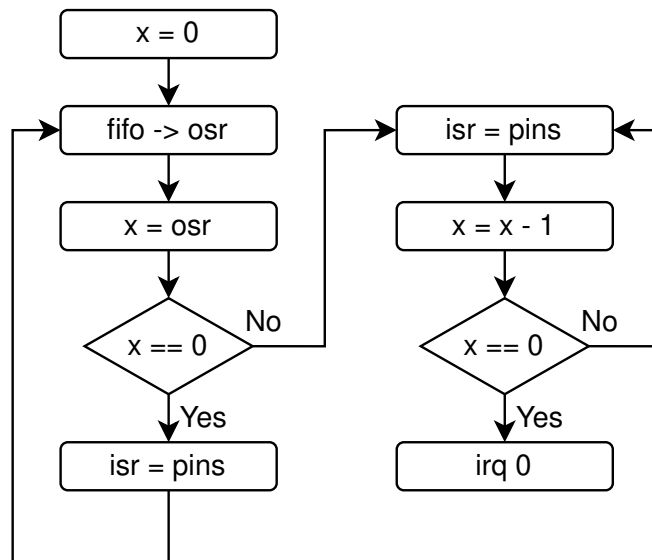 x = 0
fifo -> osr
x = osr
x == 0
No
Yes
isr = pins
isr = pins
x = x - 1
x == 0
No
Yes
irq 0